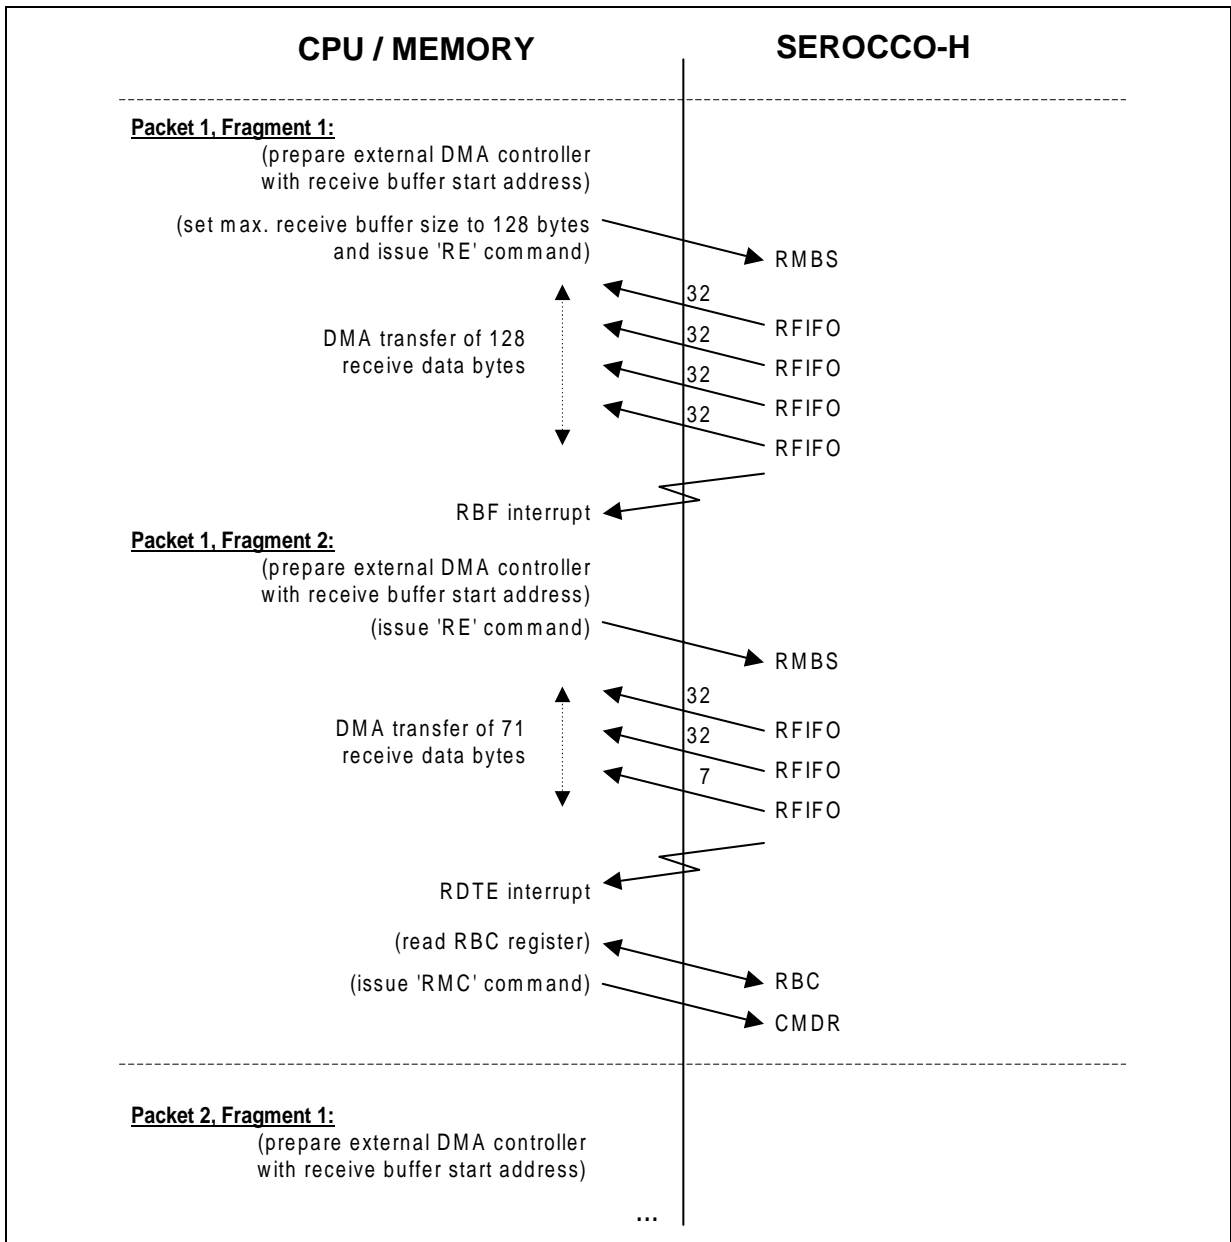 CPU / MEMORY
SEROCCO-H
Packet 1, Fragment 1:
(prepare external DMA controller
with receive buffer start address)
(set max. receive buffer size to 128 bytes
and issue 'RE' command)
RMBS
32
RFIFO
DMA transfer of 128
receive data bytes
32
RFIFO
32
RFIFO
32
RFIFO
RBF interrupt
Packet 1, Fragment 2:
(prepare external DMA controller
with receive buffer start address)
(issue 'RE' command)
RMBS
32
RFIFO
DMA transfer of 71
receive data bytes
32
RFIFO
7
RFIFO
RDTE interrupt
(read RBC register)
RBC
(issue 'RMC' command)
CMDR
Packet 2, Fragment 1:
(prepare external DMA controller
with receive buffer start address)
...